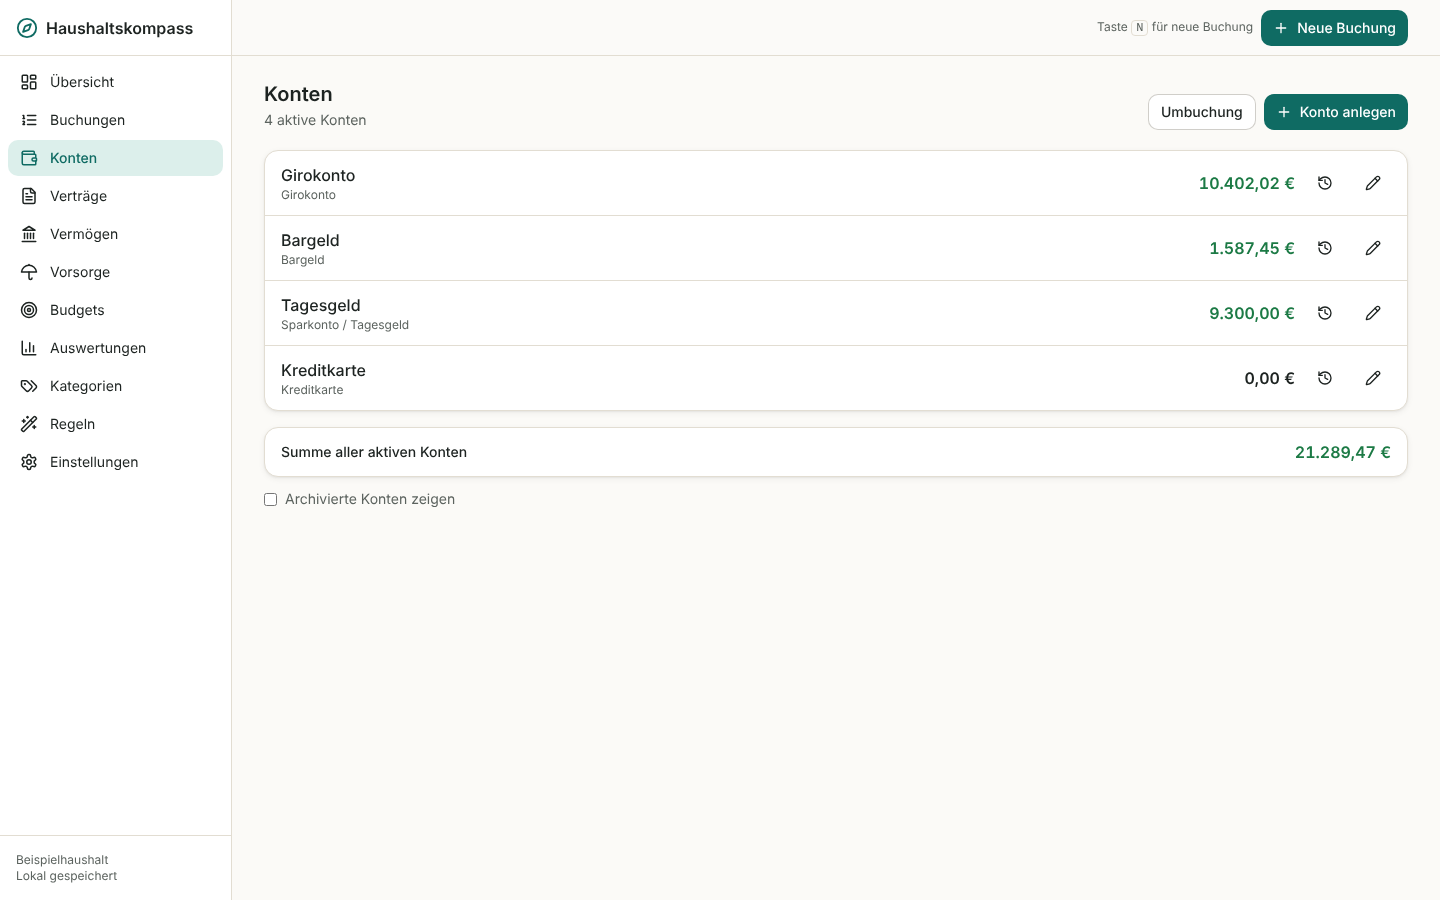 Haushaltskompass
Taste N für neue Buchung
Neue Buchung
Übersicht
Buchungen
Konten
Verträge
Vermögen
Vorsorge
Budgets
Auswertungen
Kategorien
Regeln
Einstellungen
Beispielhaushalt
Lokal gespeichert
Konten
4 aktive Konten
Umbuchung
Konto anlegen
Girokonto
Girokonto
10.402,02 €
Bargeld
Bargeld
1.587,45 €
Tagesgeld
Sparkonto / Tagesgeld
9.300,00 €
Kreditkarte
Kreditkarte
0,00 €
Summe aller aktiven Konten
21.289,47 €
Archivierte Konten zeigen